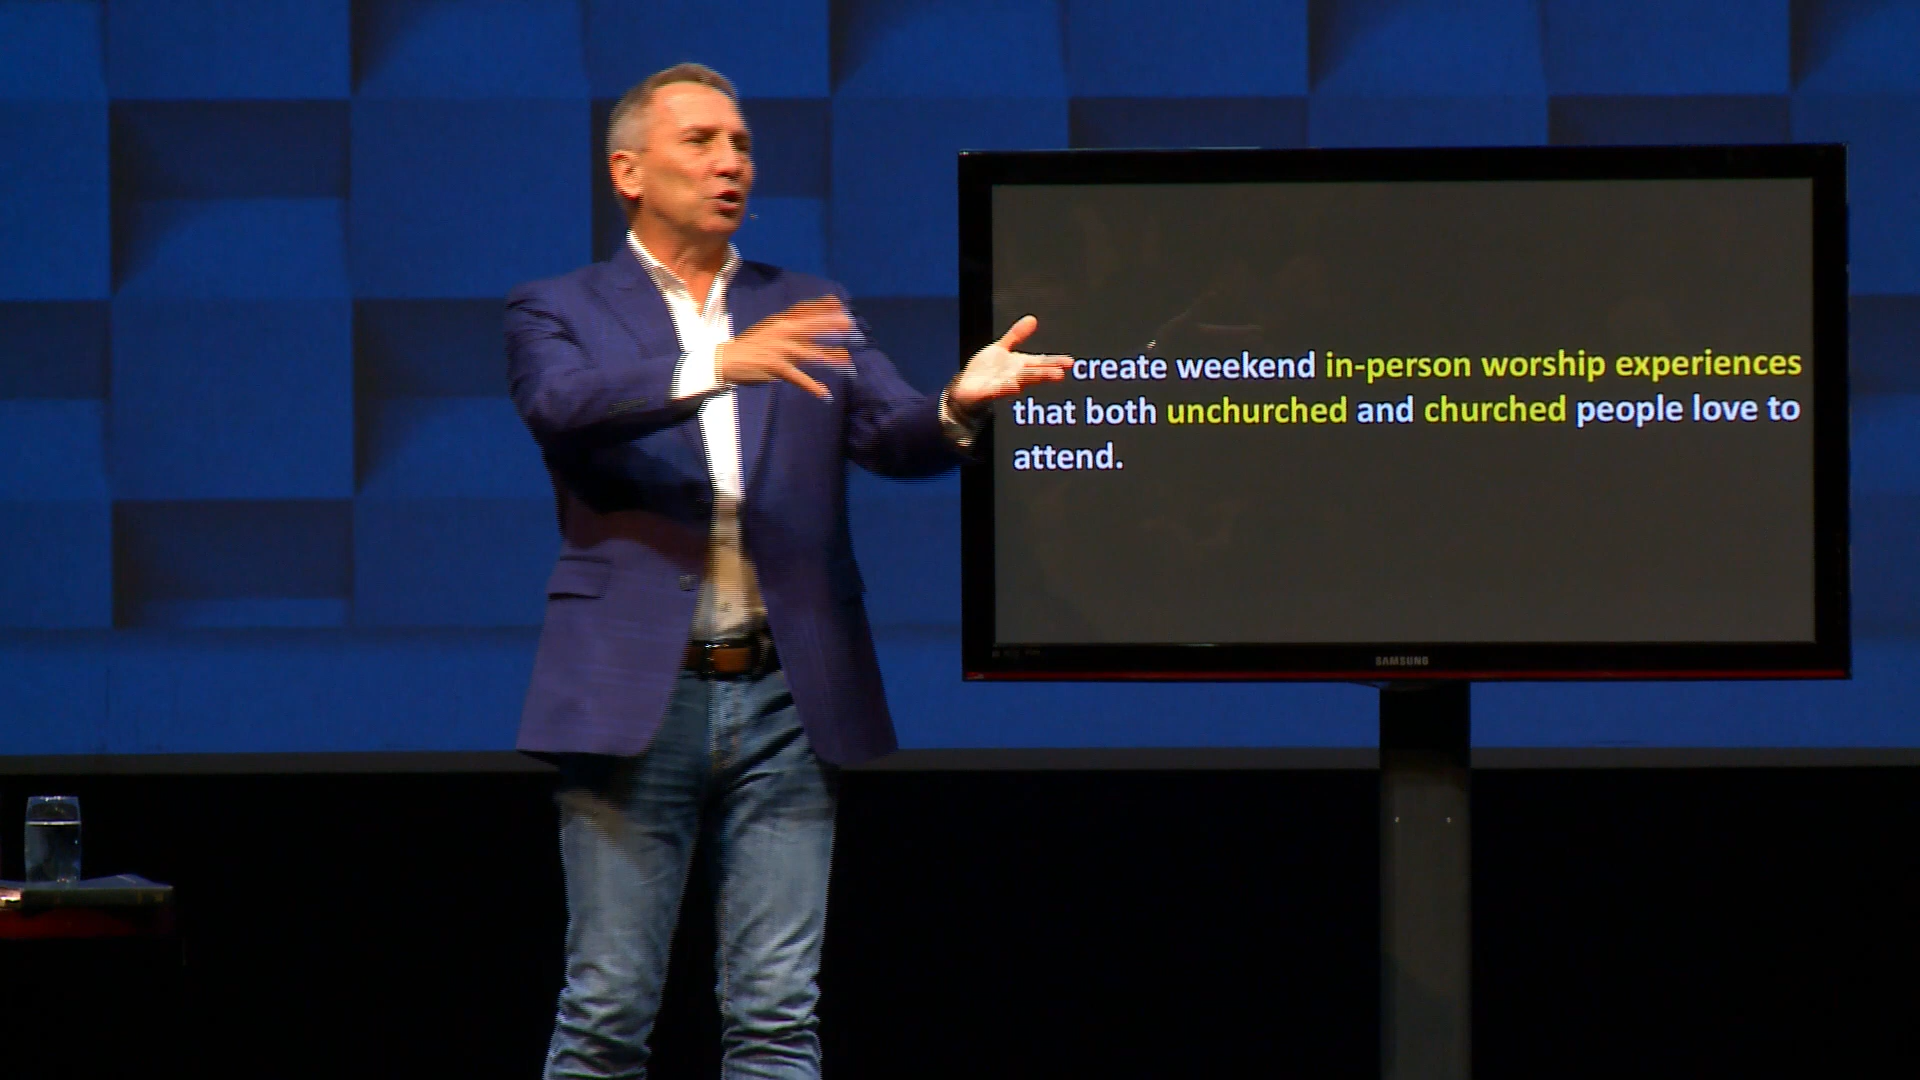 create weekend in-person worship experiences
that both unchurched and churched people love to
attend.
SAMSUNG